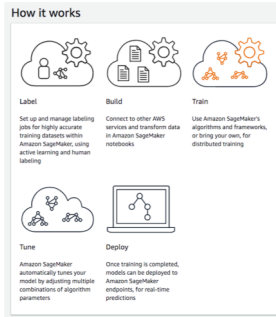 How it works
Label
Set up and manage labeling
jobs for highly accurate
training datasets within
Amazon SageMaker, using
active learning and human
labeling
Build
Connect to other AWS
services and transform data
in Amazon SageMaker
notebooks
Train
Use Amazon SageMaker's
algorithms and frameworks,
or bring your own, for
distributed training
Tune
Amazon SageMaker
automatically tunes your
model by adjusting multiple
combinations of algorithm
parameters
Deploy
Once training is completed,
models can be deployed to
Amazon SageMaker
endpoints, for real-time
predictions